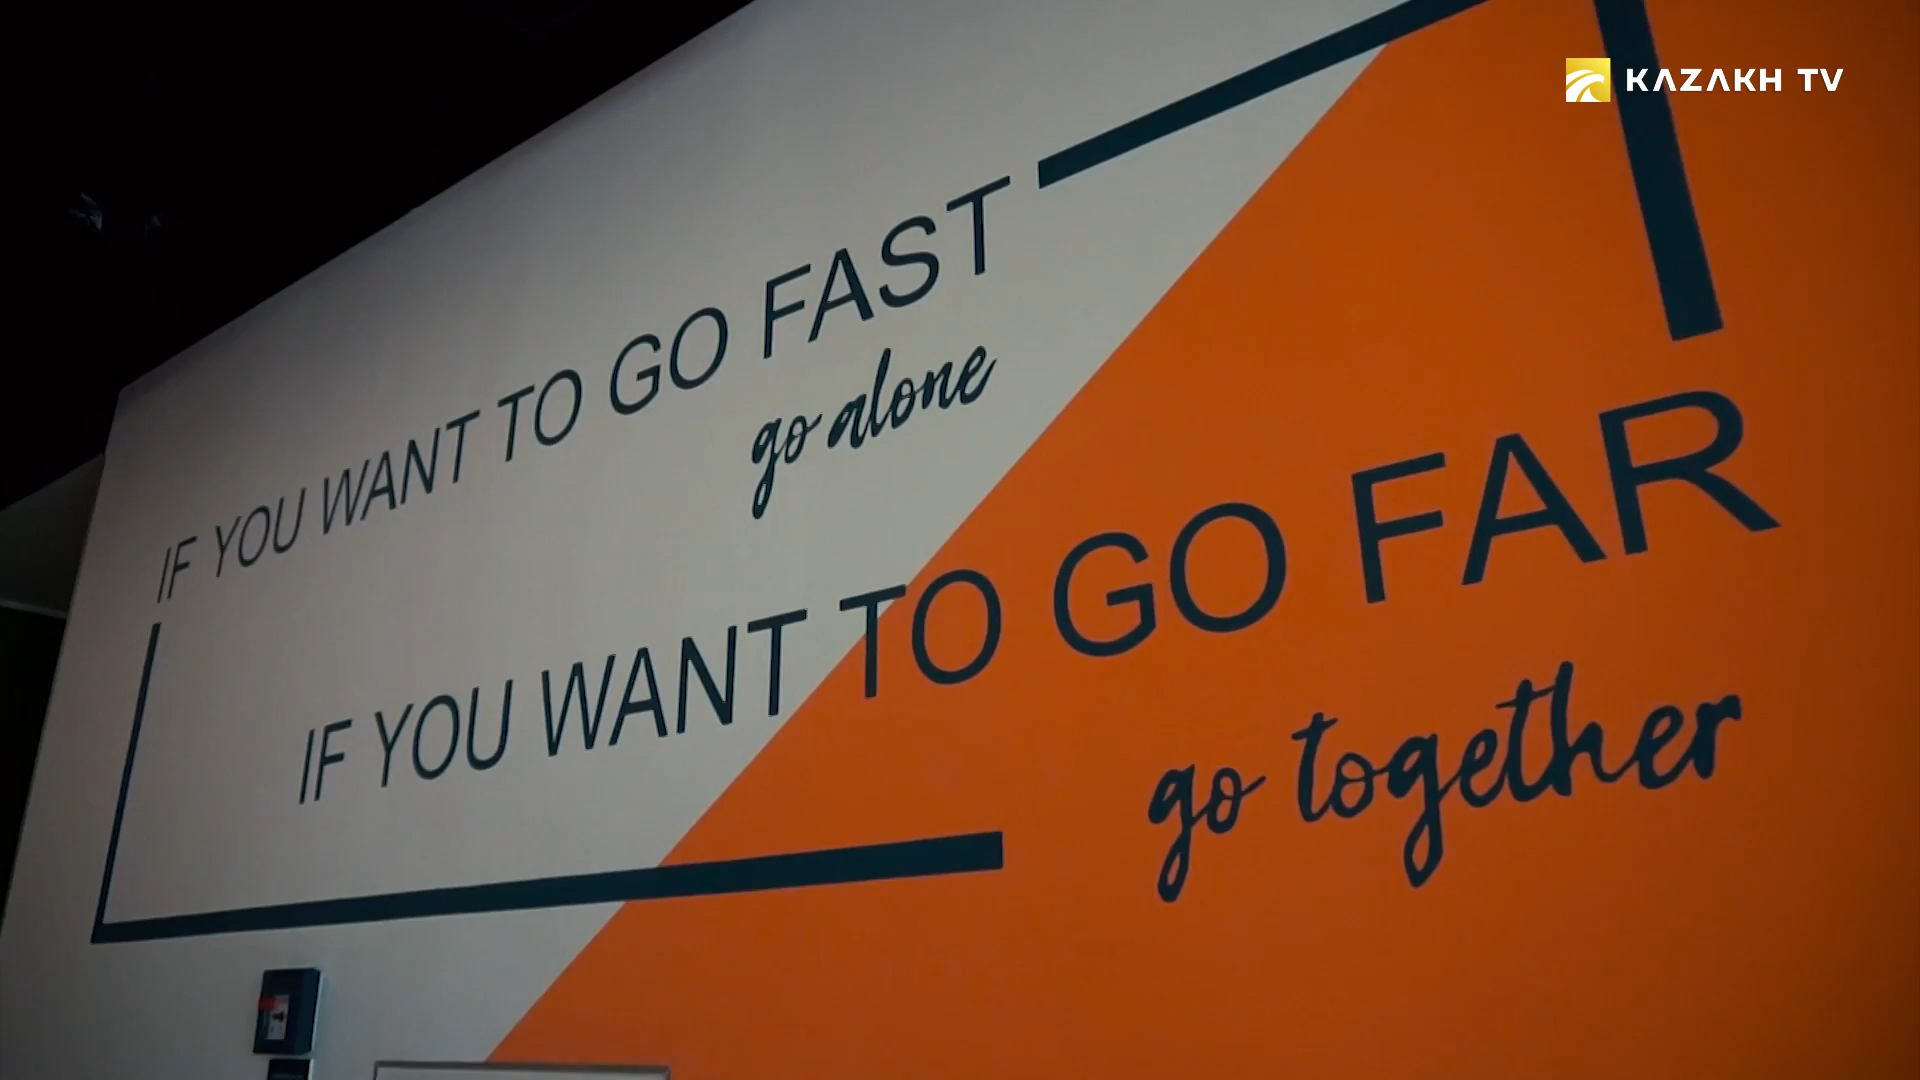 KAZAKH TV
IF YOU WANT TO GO FAST
go alone
IF YOU WANT TO GO FAR
go together